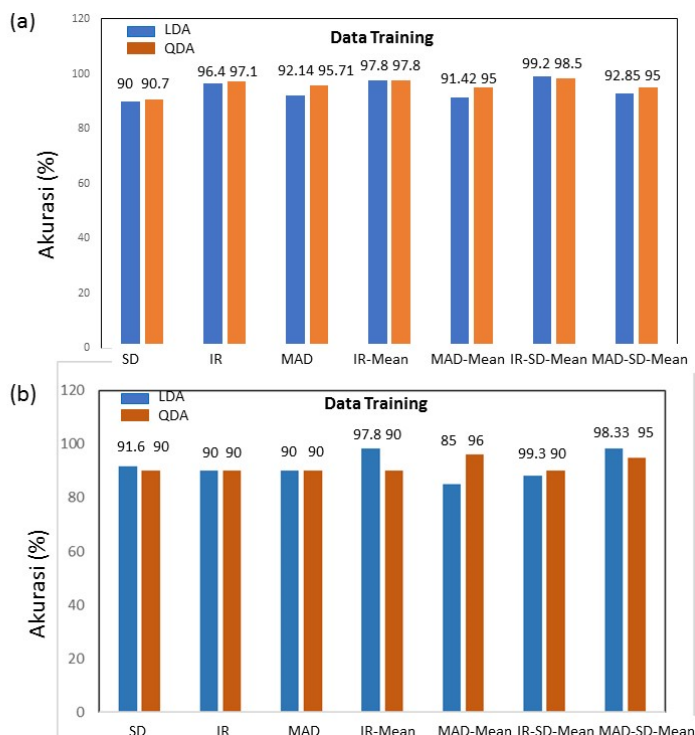 (a)
120
LDA
QDA
Data Training
90 90.7 96.4 97.1 92.14 95.71 97.8 97.8 91.42 95 99.2 98.5 92.85 95
100
80
60
40
20
0
Akurasi (%)
SD IR MAD IR-Mean MAD-Mean IR-SD-Mean MAD-SD-Mean
(b)
120
LDA
QDA
Data Training
91.6 90 90 90 90 90 97.8 90 85 96 99.3 90 98.33 95
100
80
60
40
20
0
Akurasi (%)
SD IR MAD IR-Mean MAD-Mean IR-SD-Mean MAD-SD-Mean